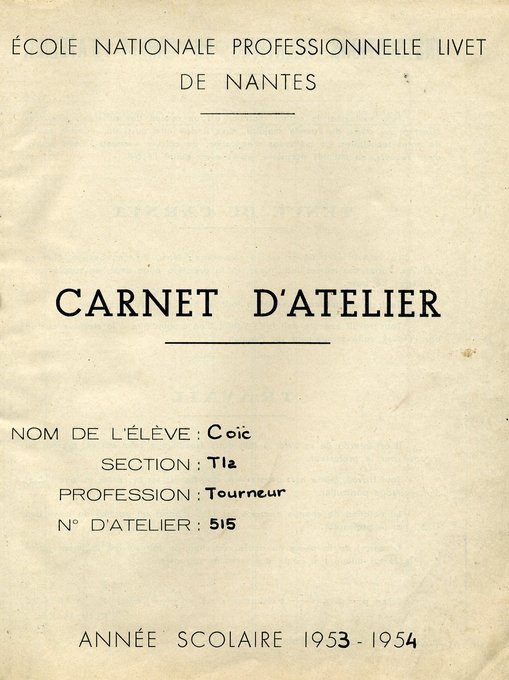 ÉCOLE NATIONALE PROFESSIONNELLE LIVET
DE NANTES
CARNET D'ATELIER
NOM DE L'ÉLÈVE : Coïc
SECTION : T1a
PROFESSION : Tourneur
N° D'ATELIER : 515
ANNÉE SCOLAIRE 1953-1954